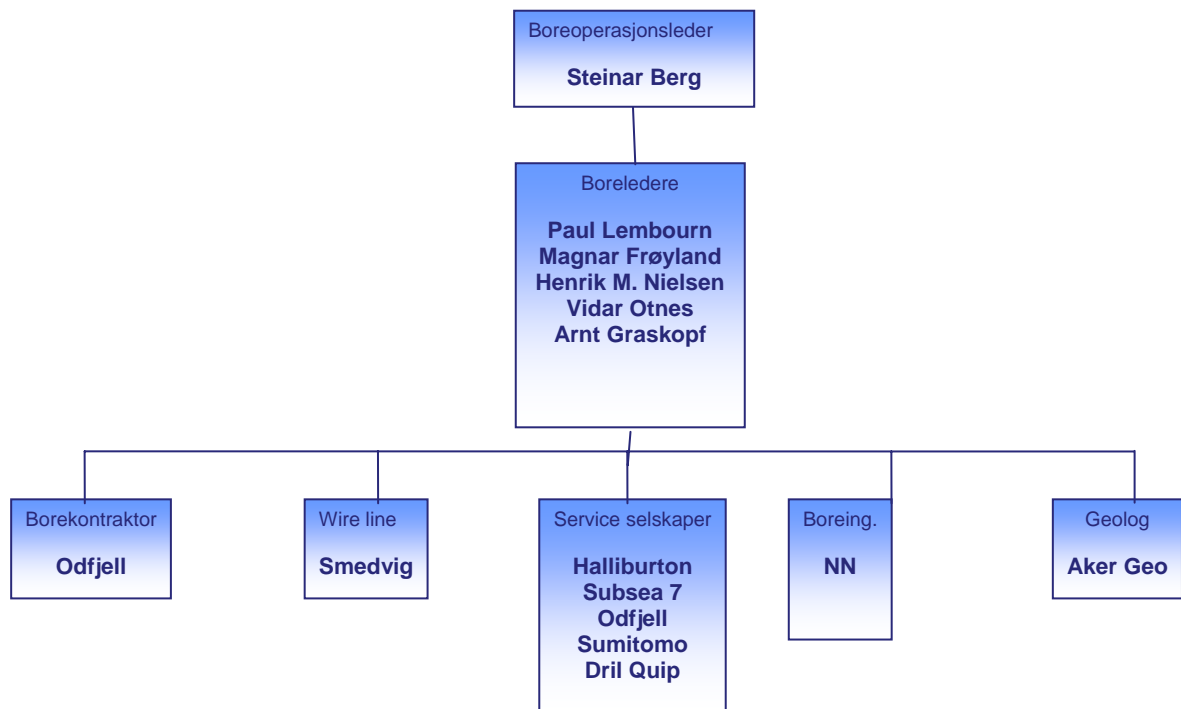 Boreoperasjonsleder
Steinar Berg
Boreledere
Paul Lembourn
Magnar Frøyland
Henrik M. Nielsen
Vidar Otnes
Arnt Graskopf
Borekontraktor
Odfjell
Wire line
Smedvig
Service selskaper
Halliburton
Subsea 7
Odfjell
Sumitomo
Dril Quip
Boreing.
NN
Geolog
Aker Geo